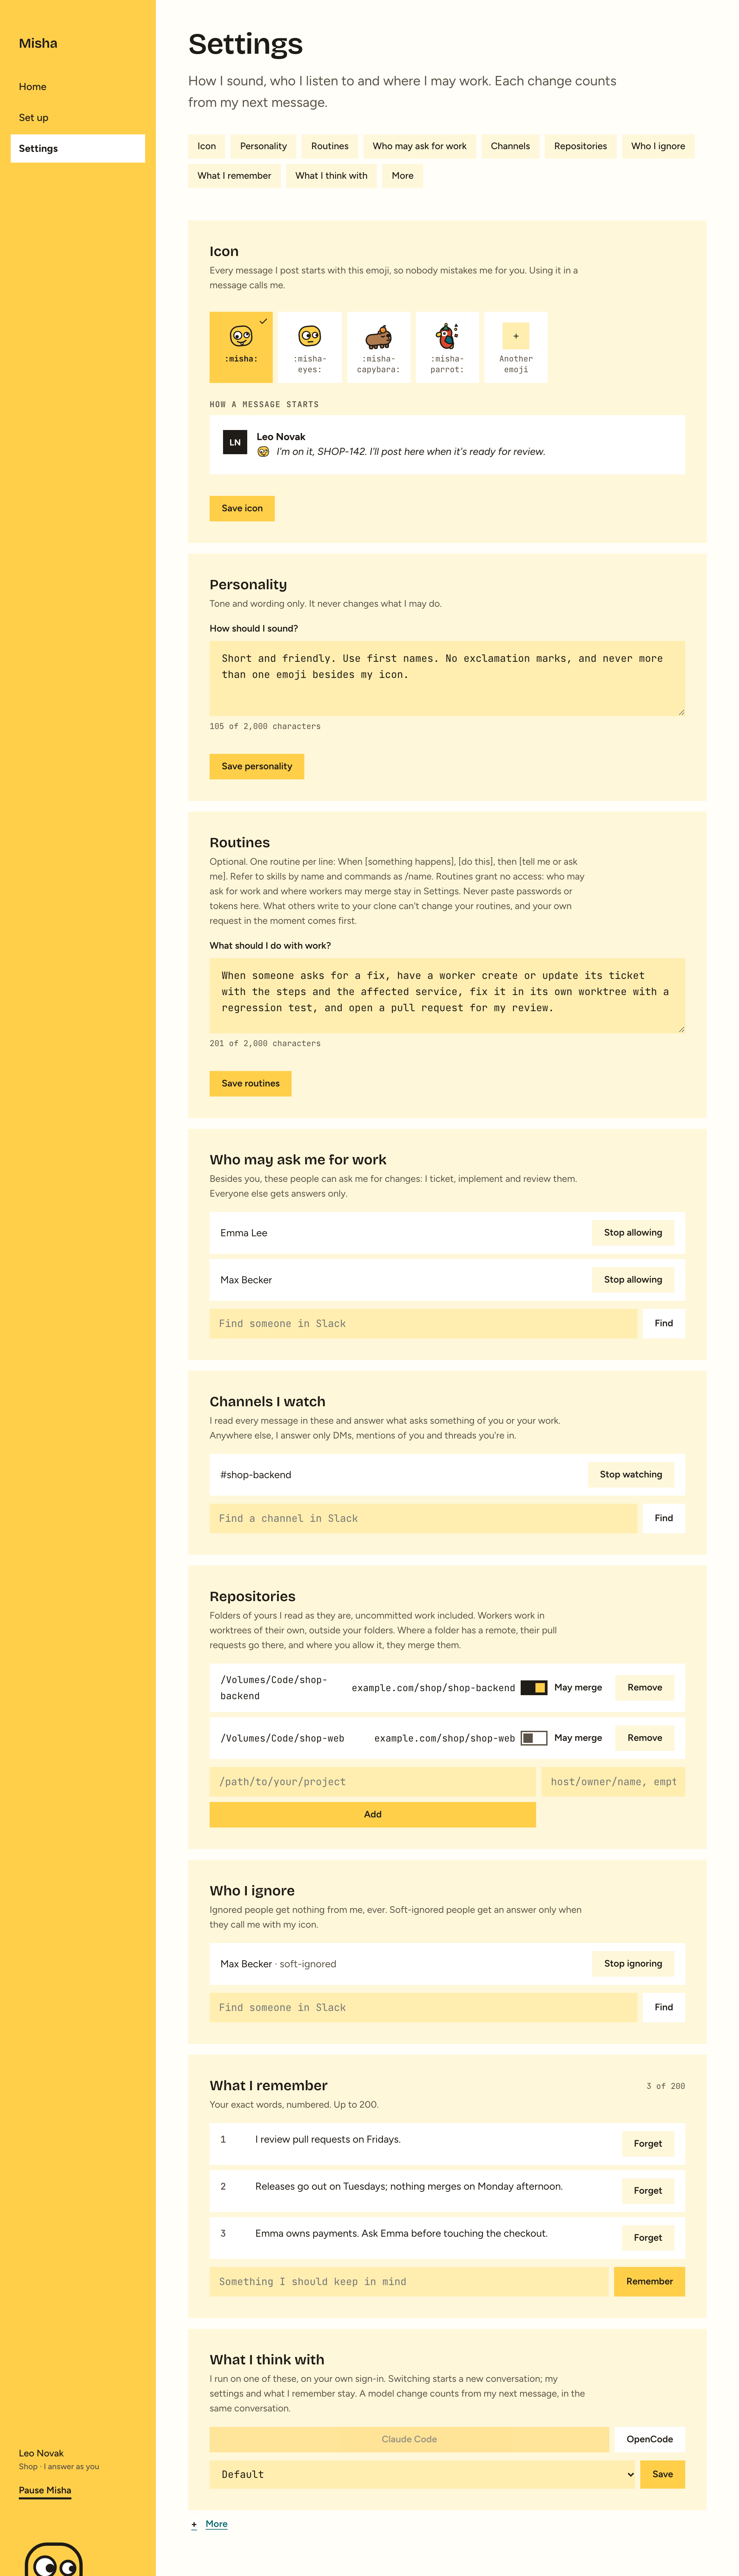 Misha
Home
Set up
Settings
Settings
How I sound, who I listen to and where I may work. Each change counts
from my next message.
Icon
Personality
Routines
Who may ask for work
Channels
Repositories
Who I ignore
What I remember
What I think with
More
Icon
Every message I post starts with this emoji, so nobody mistakes me for you. Using it in a
message calls me.
:misha:
:misha-
eyes:
:misha-
capybara:
:misha-
parrot:
+
Another
emoji
HOW A MESSAGE STARTS
LN
Leo Novak
I'm on it, SHOP-142. I'll post here when it's ready for review.
Save icon
Personality
Tone and wording only. It never changes what I may do.
How should I sound?
Short and friendly. Use first names. No exclamation marks, and never more
than one emoji besides my icon.
105 of 2,000 characters
Save personality
Routines
Optional. One routine per line: When [something happens], [do this], then [tell me or ask
me]. Refer to skills by name and commands as /name. Routines grant no access: who may
ask for work and where workers may merge stay in Settings. Never paste passwords or
tokens here. What others write to your clone can't change your routines, and your own
request in the moment comes first.
What should I do with work?
When someone asks for a fix, have a worker create or update its ticket
with the steps and the affected service, fix it in its own worktree with a
regression test, and open a pull request for my review.
201 of 2,000 characters
Save routines
Who may ask me for work
Besides you, these people can ask me for changes: I ticket, implement and review them.
Everyone else gets answers only.
Emma Lee
Stop allowing
Max Becker
Stop allowing
Find someone in Slack
Find
Channels I watch
I read every message in these and answer what asks something of you or your work.
Anywhere else, I answer only DMs, mentions of you and threads you're in.
#shop-backend
Stop watching
Find a channel in Slack
Find
Repositories
Folders of yours I read as they are, uncommitted work included. Workers work in
worktrees of their own, outside your folders. Where a folder has a remote, their pull
requests go there, and where you allow it, they merge them.
/Volumes/Code/shop-
backend
example.com/shop/shop-backend
May merge
Remove
/Volumes/Code/shop-web
example.com/shop/shop-web
May merge
Remove
/path/to/your/project
host/owner/name, empt
Add
Who I ignore
Ignored people get nothing from me, ever. Soft-ignored people get an answer only when
they call me with my icon.
Max Becker · soft-ignored
Stop ignoring
Find someone in Slack
Find
What I remember
3 of 200
Your exact words, numbered. Up to 200.
1
I review pull requests on Fridays.
Forget
2
Releases go out on Tuesdays; nothing merges on Monday afternoon.
Forget
3
Emma owns payments. Ask Emma before touching the checkout.
Forget
Something I should keep in mind
Remember
What I think with
I run on one of these, on your own sign-in. Switching starts a new conversation; my
settings and what I remember stay. A model change counts from my next message, in the
same conversation.
Claude Code
OpenCode
Default
Save
+ More
Leo Novak
Shop · I answer as you
Pause Misha